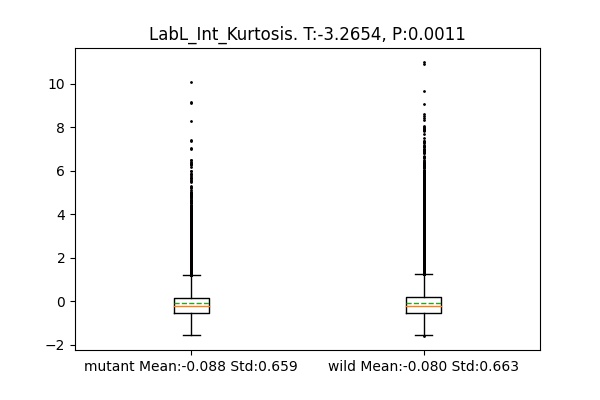 LabL_Int_Kurtosis. T:-3.2654, P:0.0011
10
8
6
4
2
0
−2
mutant Mean:-0.088 Std:0.659
wild Mean:-0.080 Std:0.663